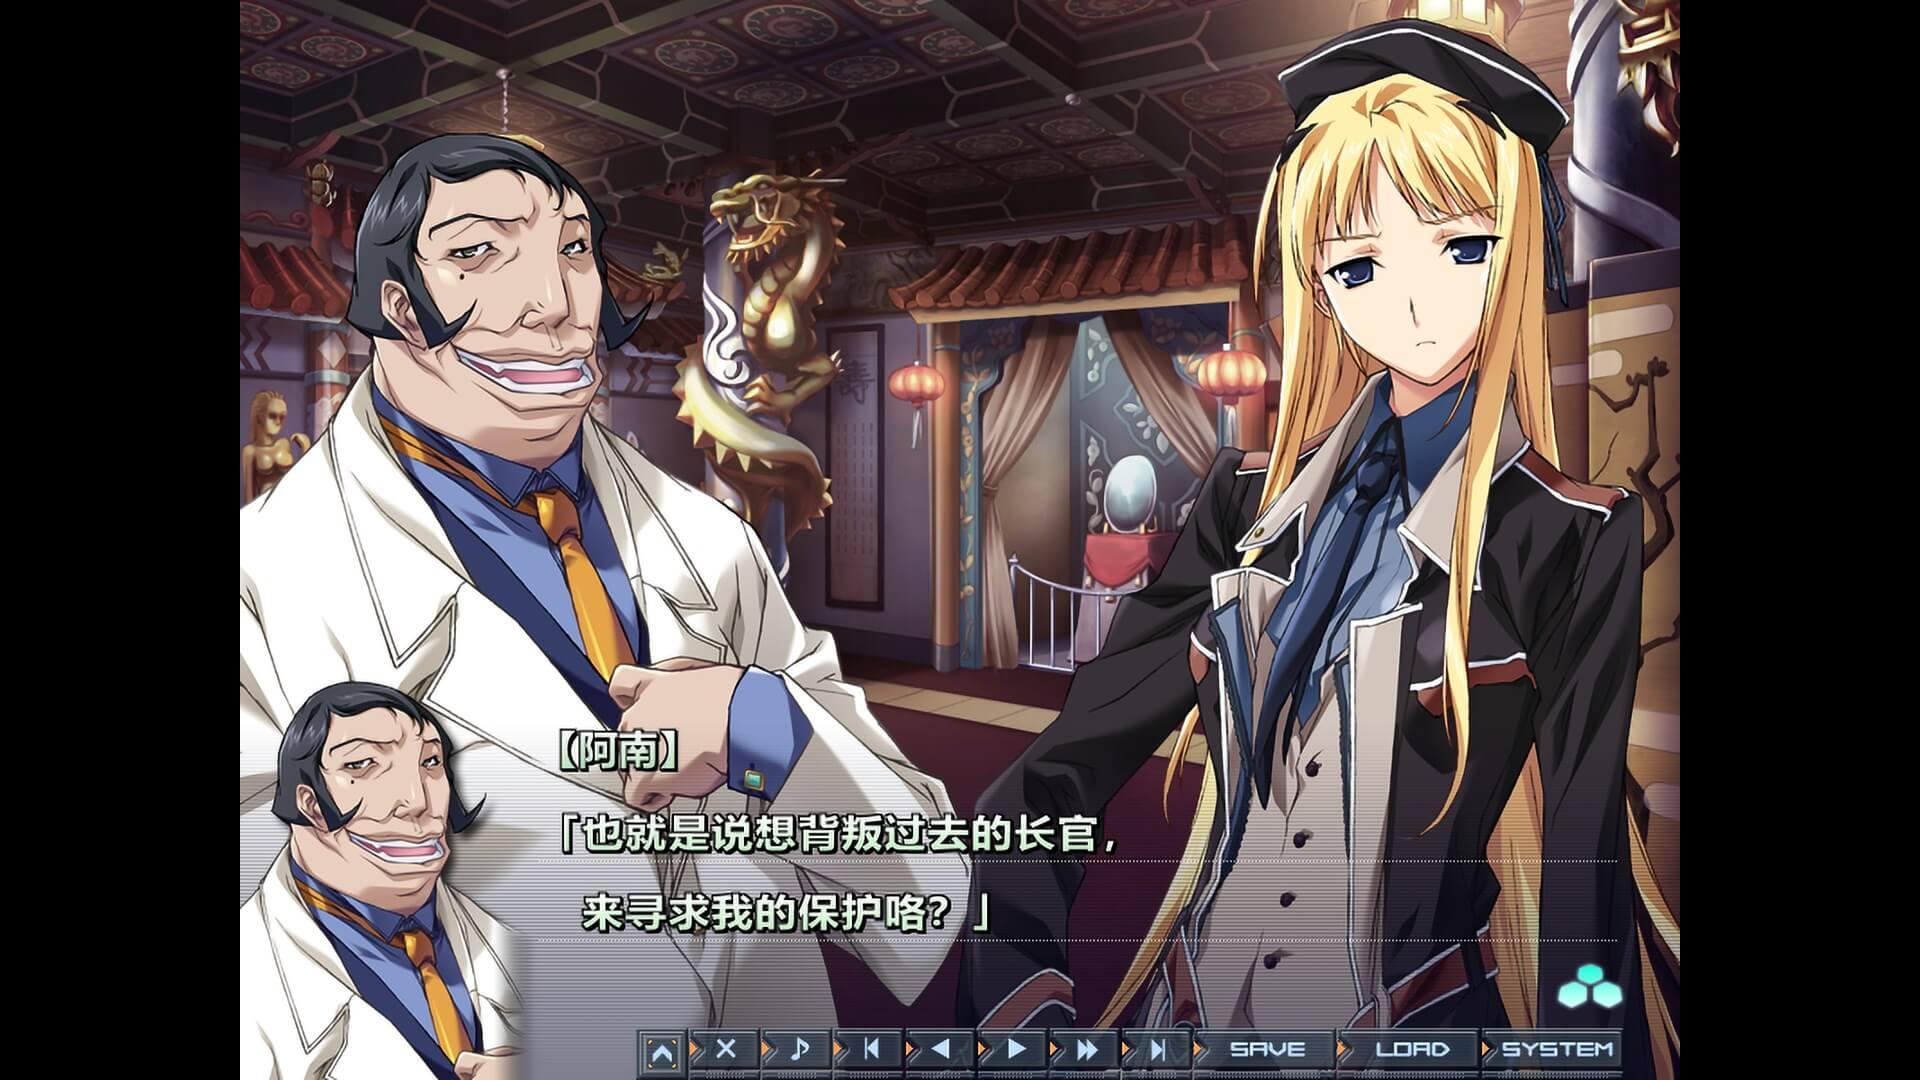 寿
【阿南】
「也就是说想背叛过去的长官，
来寻求我的保护咯？」
SAVE LOAD SYSTEM